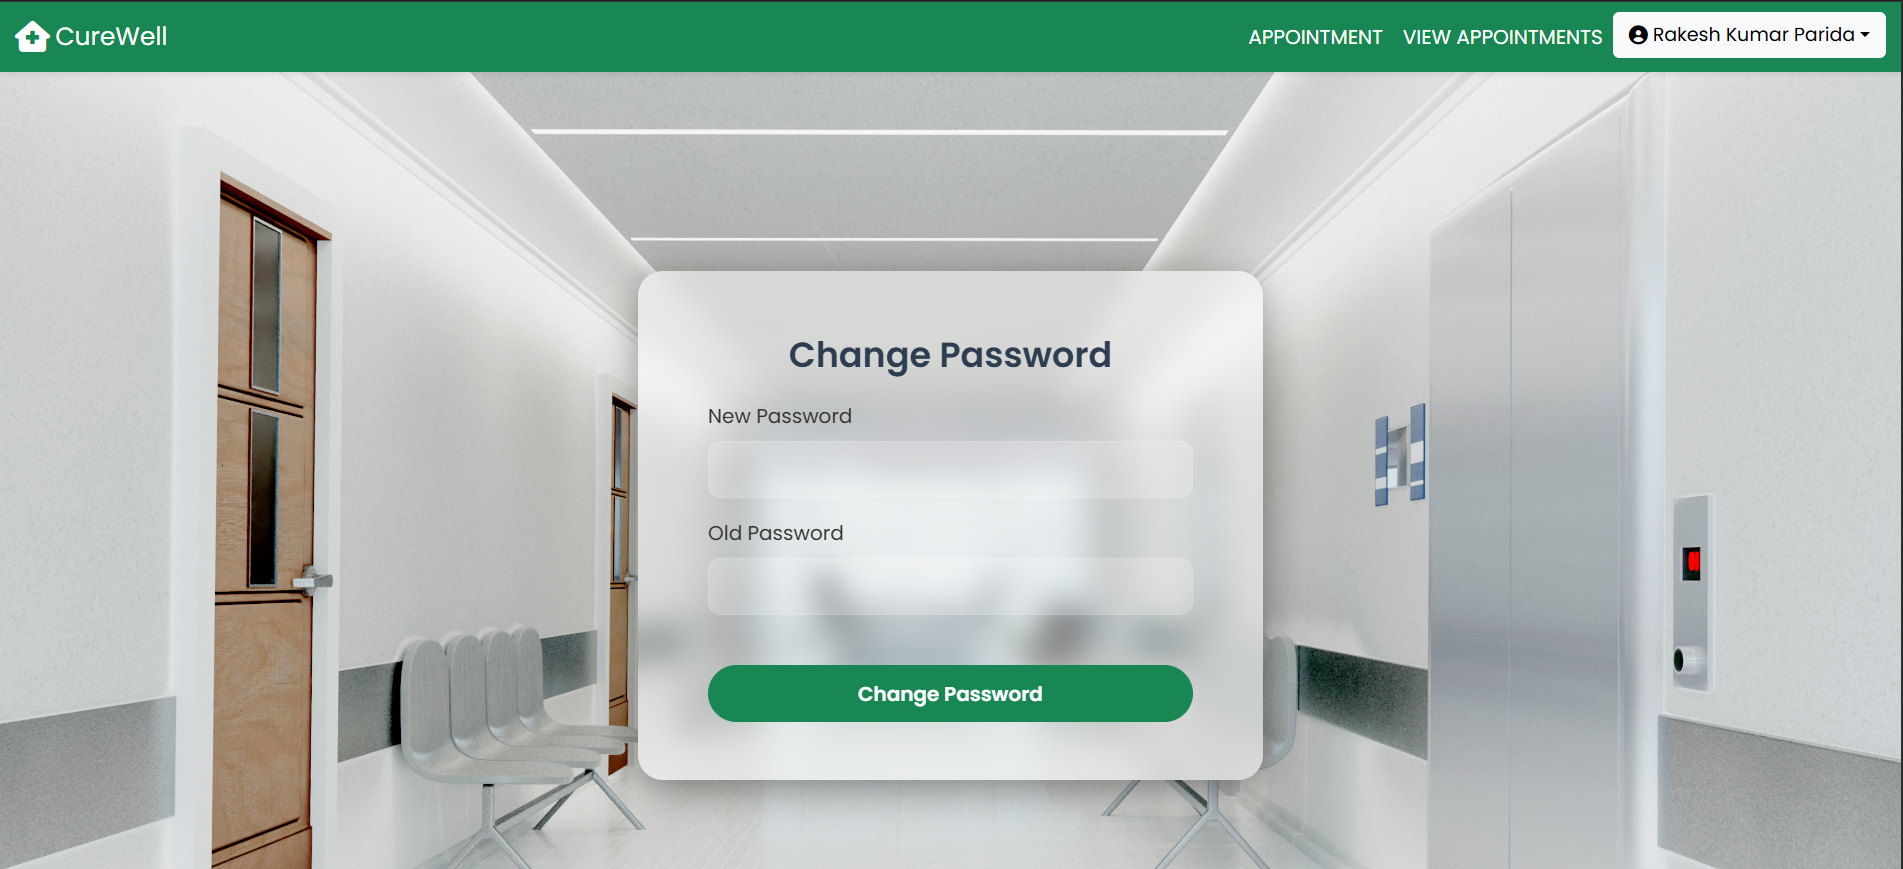 CureWell
APPOINTMENT
VIEW APPOINTMENTS
Rakesh Kumar Parida
Change Password
New Password
Old Password
Change Password